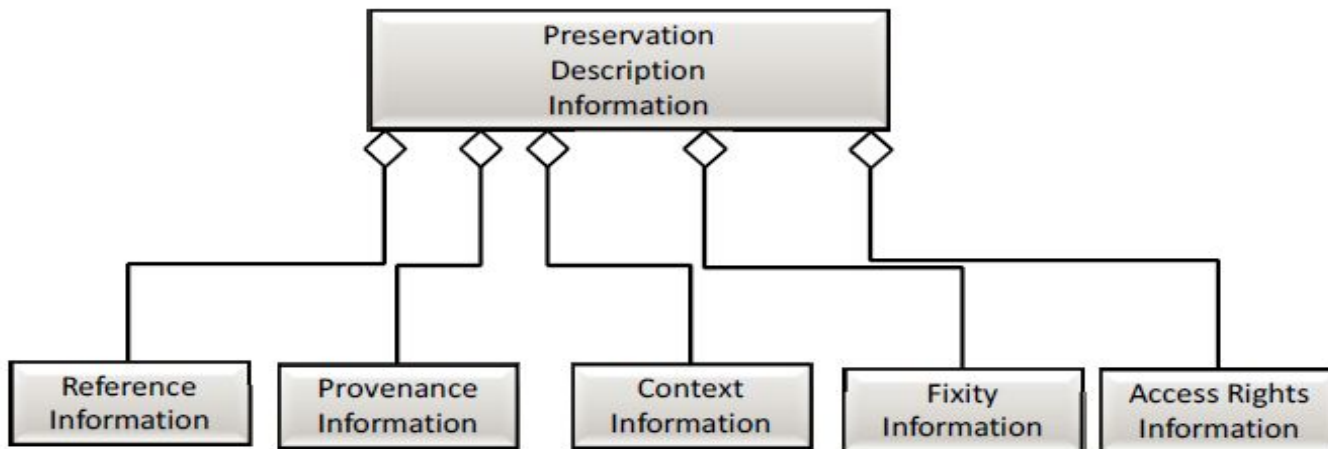 Preservation
Description
Information
Reference
Information
Provenance
Information
Context
Information
Fixity
Information
Access Rights
Information